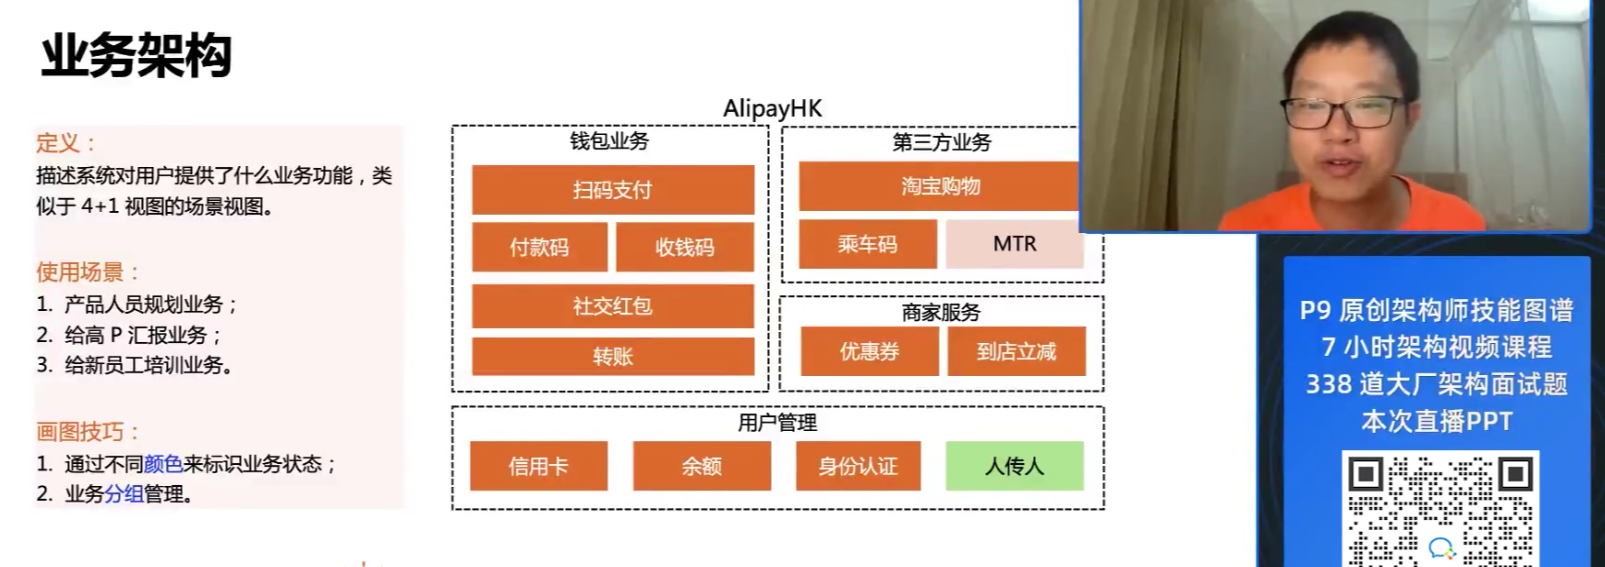 业务架构
定义：
描述系统对用户提供了什么业务功能，类
似于 4+1 视图的场景视图。
使用场景：
1. 产品人员规划业务；
2. 给高 P 汇报业务；
3. 给新员工培训业务。
画图技巧：
1. 通过不同颜色来标识业务状态；
2. 业务分组管理。
AlipayHK
钱包业务
扫码支付
付款码
收钱码
社交红包
转账
第三方业务
淘宝购物
乘车码
MTR
商家服务
优惠券
到店立减
用户管理
信用卡
余额
身份认证
人传人
P9 原创架构师技能图谱
7 小时架构视频课程
338 道大厂架构面试题
本次直播PPT